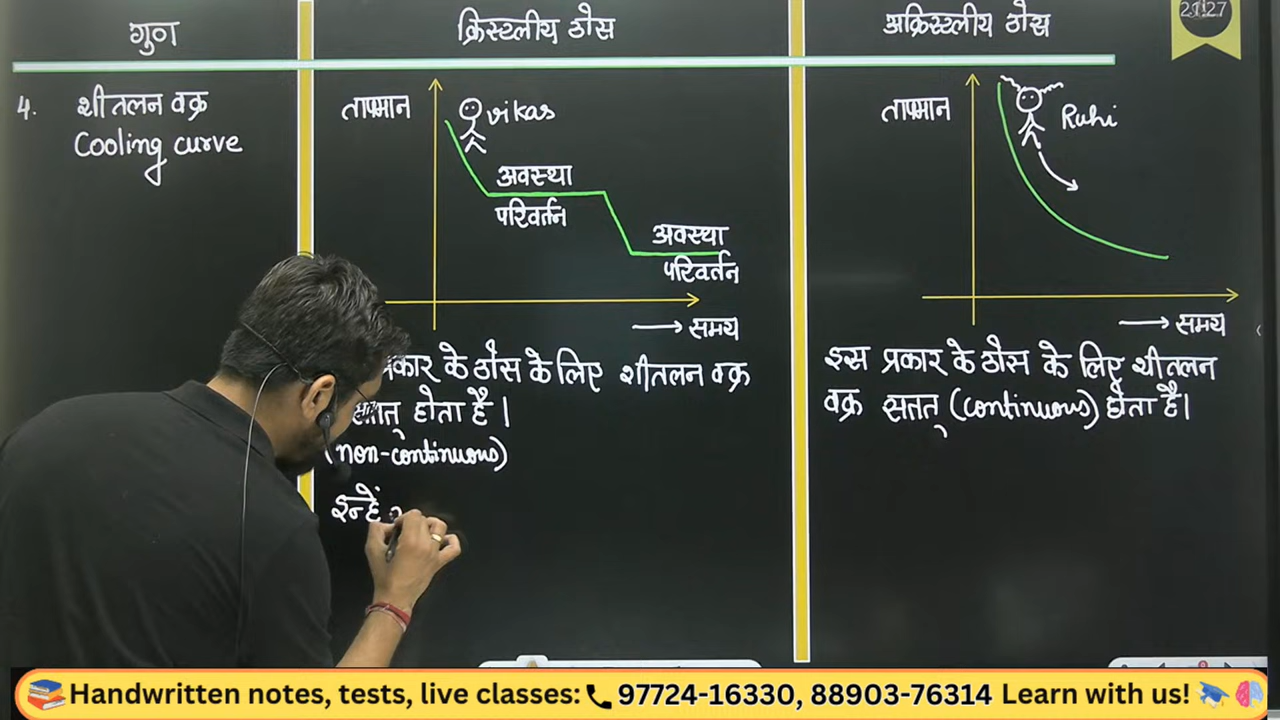 गुण
क्रिस्टलीय ठोस
अक्रिस्टलीय ठोस
21:27
4. शीतलन वक्र
Cooling curve
तापमान
vikas
अवस्था
परिवर्तन
अवस्था
परिवर्तन
→ समय
प्रकार के ठोस के लिए शीतलन वक्र
होता है।
(non-continuous)
इन्हें
तापमान
Ruhi
→ समय
इस प्रकार के ठोस के लिए शीतलन
वक्र सतत् (continuous) होता है।
Handwritten notes, tests, live classes: 97724-16330, 88903-76314 Learn with us!